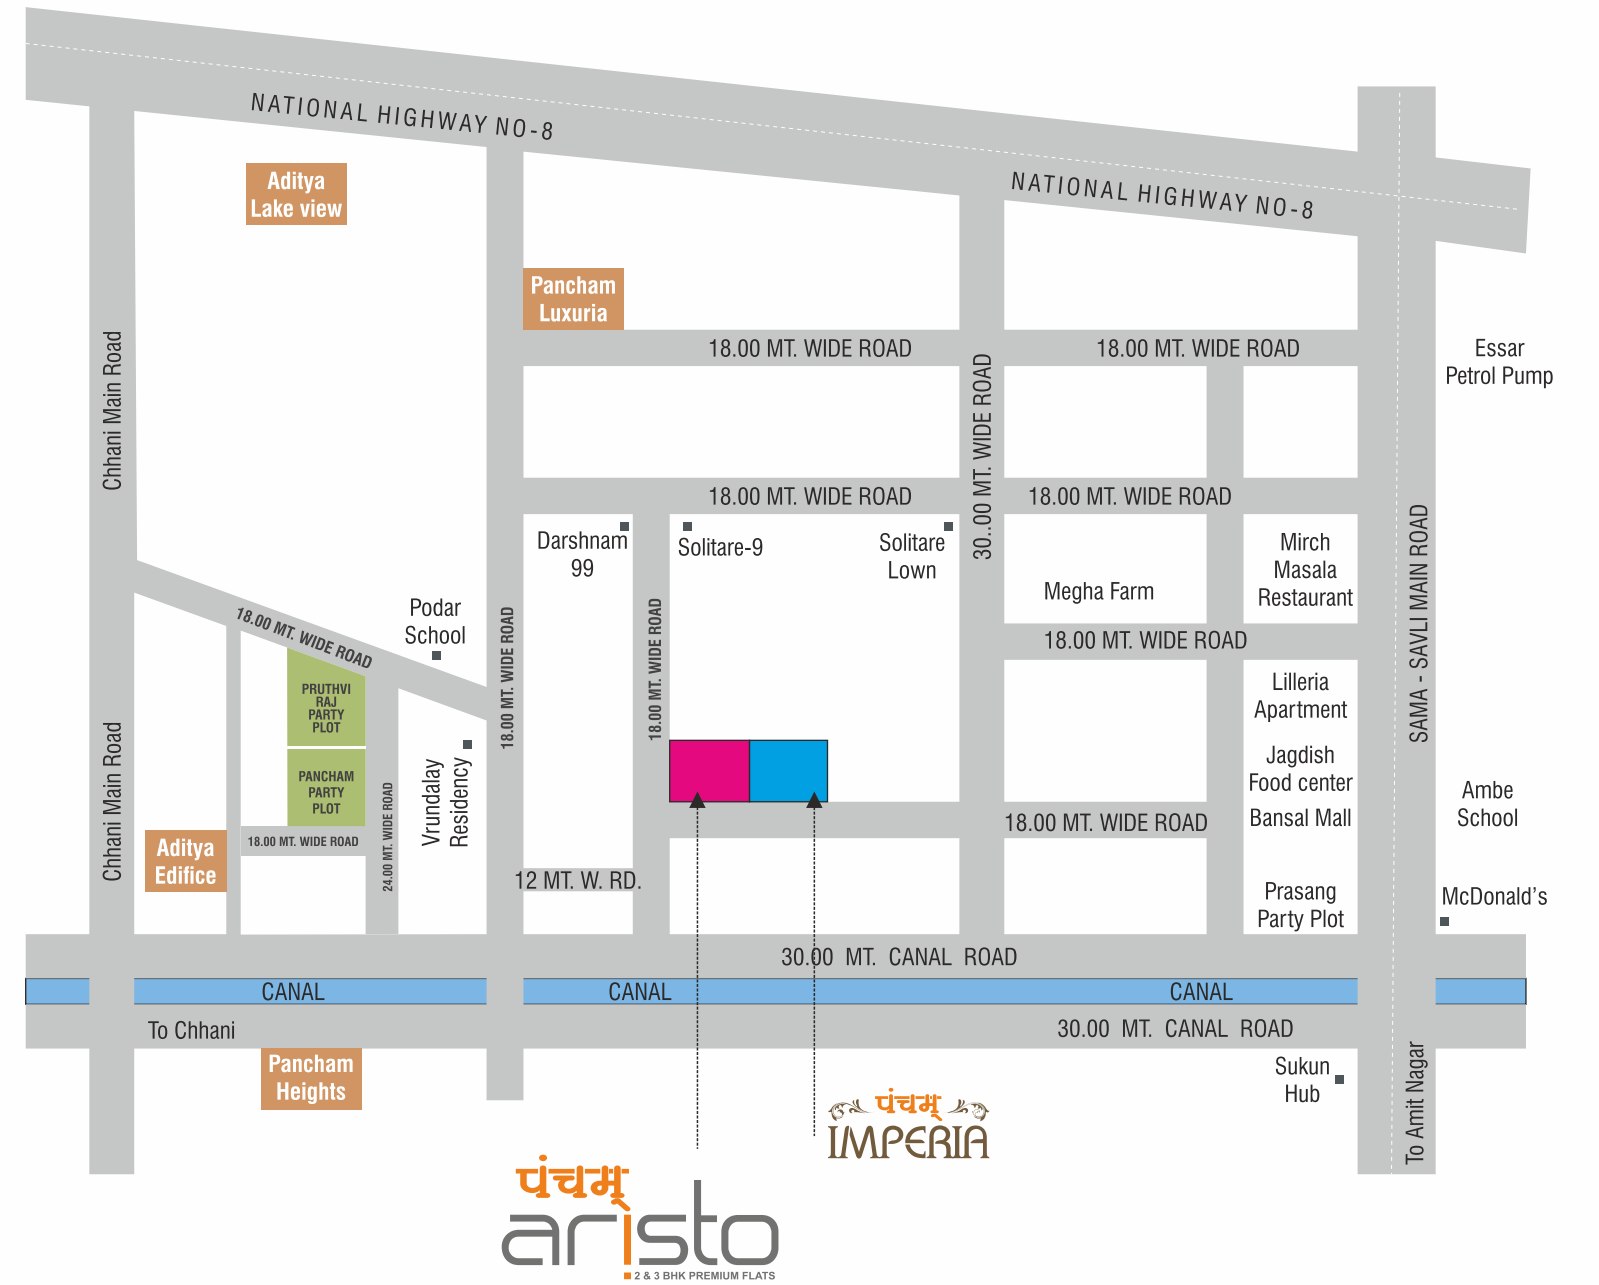 NATIONAL HIGHWAY NO-8
NATIONAL HIGHWAY NO-8
Aditya
Lake view
Pancham
Luxuria
18.00 MT. WIDE ROAD
18.00 MT. WIDE ROAD
Essar
Petrol Pump
Chhani Main Road
30..00 MT. WIDE ROAD
18.00 MT. WIDE ROAD
18.00 MT. WIDE ROAD
Darshnam
99
Solitare-9
Solitare
Lown
Mirch
Masala
Restaurant
Megha Farm
SAMA - SAVLI MAIN ROAD
Podar
School
18.00 MT. WIDE ROAD
18.00 MT. WIDE ROAD
18.00 MT. WIDE ROAD
18.00 MT. WIDE ROAD
PRUTHVI
RAJ
PARTY
PLOT
Lilleria
Apartment
Chhani Main Road
PANCHAM
PARTY
PLOT
Vrundalay
Residency
Jagdish
Food center
Bansal Mall
Ambe
School
18.00 MT. WIDE ROAD
24.00 MT. WIDE ROAD
18.00 MT. WIDE ROAD
Aditya
Edifice
12 MT. W. RD.
Prasang
Party Plot
McDonald's
30.00 MT. CANAL ROAD
CANAL
CANAL
CANAL
To Chhani
30.00 MT. CANAL ROAD
Pancham
Heights
Sukun
Hub
To Amit Nagar
पंचम्
IMPERIA
पंचम्
aristo
2 & 3 BHK PREMIUM FLATS